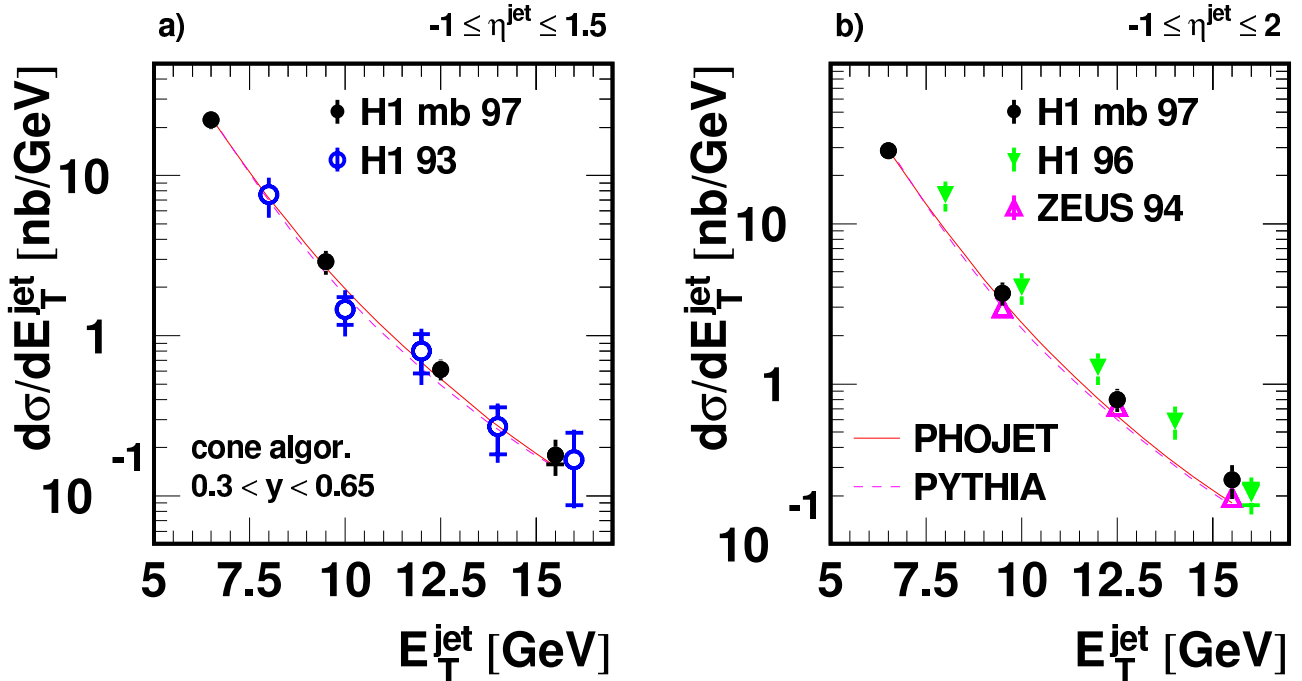 a)
-1 ≤ η^jet ≤ 1.5
dσ/dE_T^jet [nb/GeV]
H1 mb 97
H1 93
10
1
10^-1
cone algor.
0.3 < y < 0.65
5 7.5 10 12.5 15
E_T^jet [GeV]
b)
-1 ≤ η^jet ≤ 2
dσ/dE_T^jet [nb/GeV]
H1 mb 97
H1 96
ZEUS 94
10
1
PHOJET
PYTHIA
10^-1
5 7.5 10 12.5 15
E_T^jet [GeV]